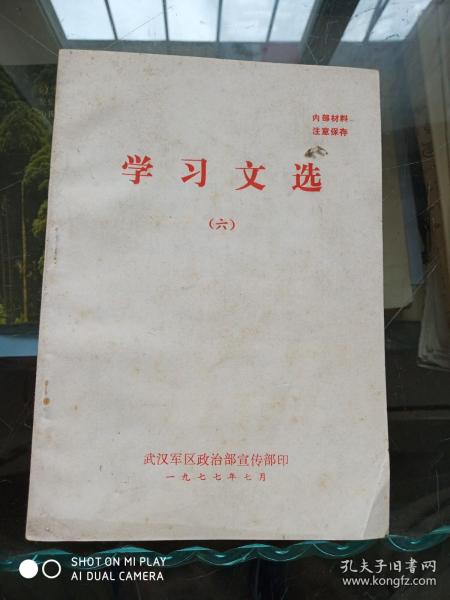 内部材料
注意保存
学习文选
（六）
武汉军区政治部宣传部印
一九七七年七月
SHOT ON MI PLAY
AI DUAL CAMERA
孔夫子旧书网
www.kongfz.com